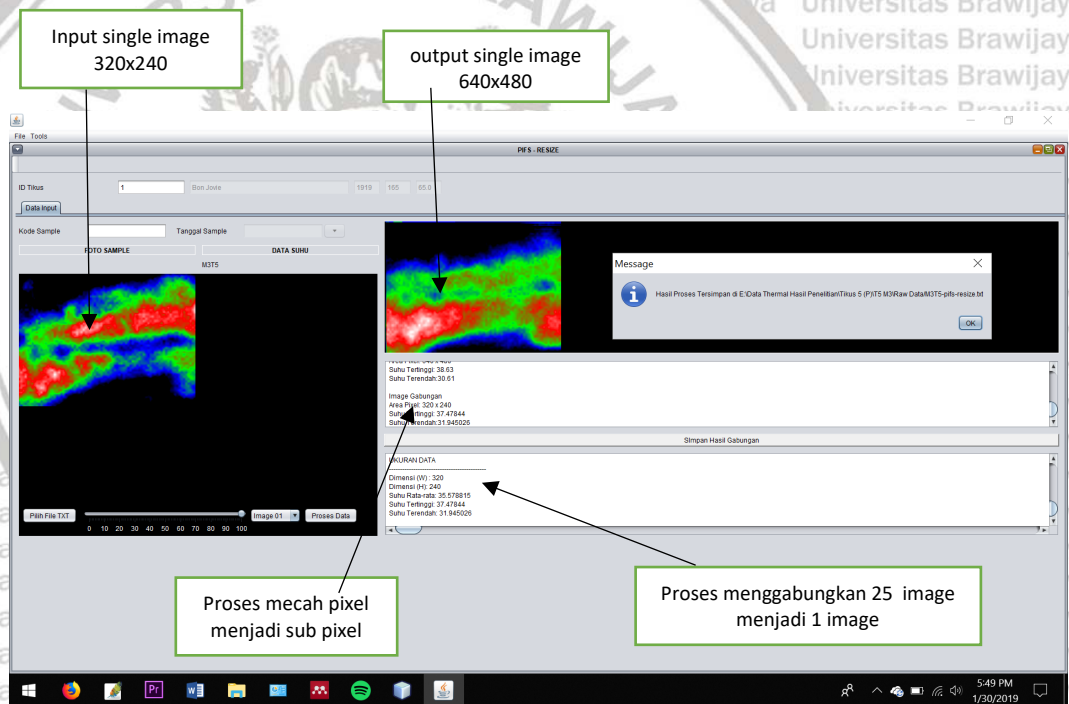 Universitas Brawijay
Universitas Brawijay
Universitas Brawijay
Universitas Brawijay
Input single image
320x240
output single image
640x480
File Tools
PIFS - RESIZE
ID Tikus 1 Bon Jovie 1919 165 65.0
Data Input
Kode Sample Tanggal Sample
FOTO SAMPLE DATA SUHU
M3T5
Message
Hasil Proses Tersimpan di E:\Data Thermal Hasil Penelitian\Tikus 5 (P)\T5 M3\Raw Data/M3T5-pifs-resize.txt
OK
Area Pixel: 640 x 480
Suhu Tertinggi: 38.63
Suhu Terendah:30.61
Image Gabungan
Area Pixel: 320 x 240
Suhu Tertinggi: 37.47844
Suhu Terendah:31.945026
SImpan Hasil Gabungan
UKURAN DATA
Dimensi (W) : 320
Dimensi (H): 240
Suhu Rata-rata: 35.578815
Suhu Tertinggi: 37.47844
Suhu Terendah: 31.945026
Pilih File TXT Image 01 Proses Data
0 10 20 30 40 50 60 70 80 90 100
Proses mecah pixel
menjadi sub pixel
Proses menggabungkan 25 image
menjadi 1 image
5:49 PM
1/30/2019